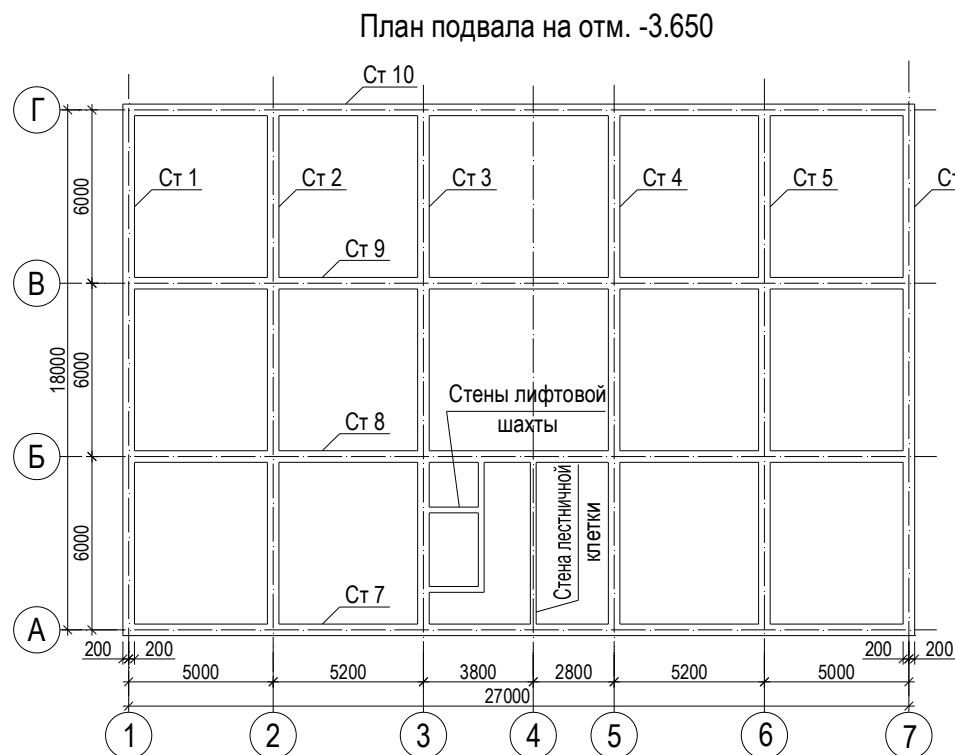 План подвала на отм. -3.650
Ст 10
Г
Ст 1
Ст 2
Ст 3
Ст 4
Ст 5
Ст
6000
Ст 9
В
18000
6000
Стены лифтовой
шахты
Ст 8
Б
Стена лестничной
клетки
6000
Ст 7
А
200
200
200
200
5000
5200
3800
2800
5200
5000
27000
1
2
3
4
5
6
7